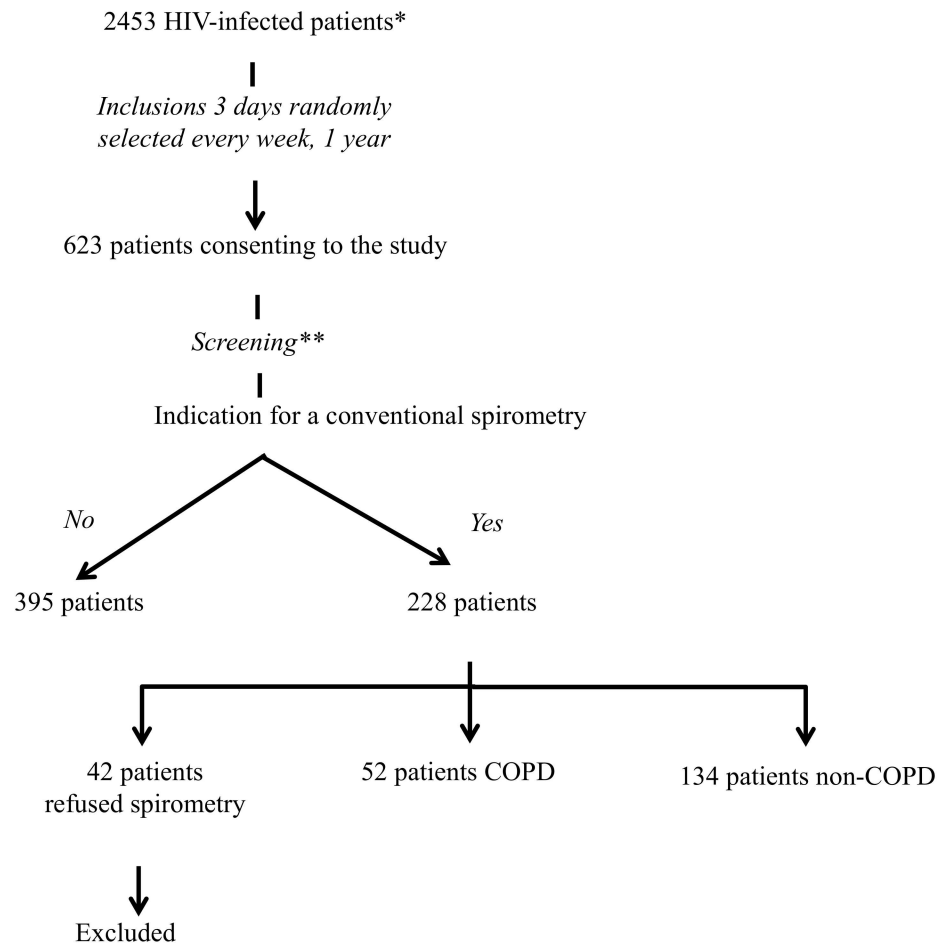 2453 HIV-infected patients*
Inclusions 3 days randomly
selected every week, 1 year
623 patients consenting to the study
Screening**
Indication for a conventional spirometry
No
Yes
395 patients
228 patients
42 patients
refused spirometry
52 patients COPD
134 patients non-COPD
Excluded